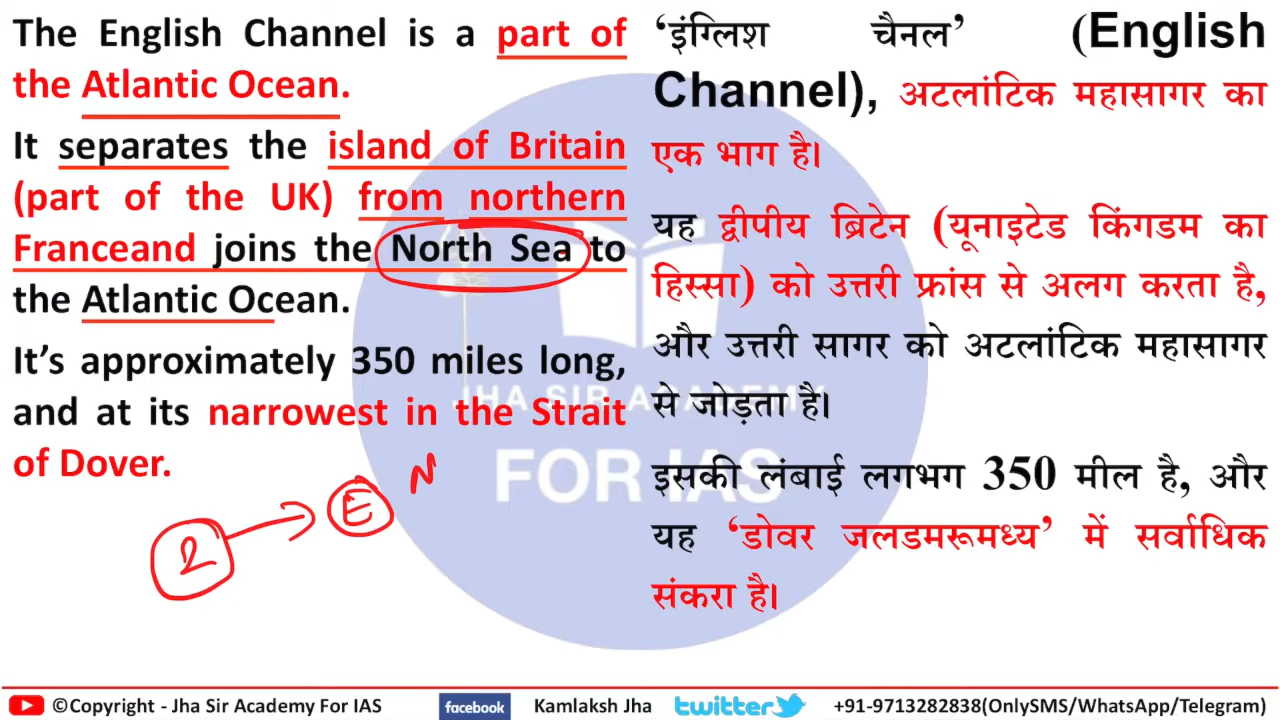 The English Channel is a part of
the Atlantic Ocean.
It separates the island of Britain
(part of the UK) from northern
Franceand joins the North Sea to
the Atlantic Ocean.
It's approximately 350 miles long,
and at its narrowest in the Strait
of Dover.
2 → E N
‘इंग्लिश चैनल’ (English
Channel), अटलांटिक महासागर का
एक भाग है।
यह द्वीपीय ब्रिटेन (यूनाइटेड किंगडम का
हिस्सा) को उत्तरी फ्रांस से अलग करता है,
और उत्तरी सागर को अटलांटिक महासागर
से जोड़ता है।
इसकी लंबाई लगभग 350 मील है, और
यह ‘डोवर जलडमरूमध्य’ में सर्वाधिक
संकरा है।
JHA SIR ACADEMY
FOR IAS
©Copyright - Jha Sir Academy For IAS
facebook
Kamlaksh Jha
twitter
+91-9713282838(OnlySMS/WhatsApp/Telegram)